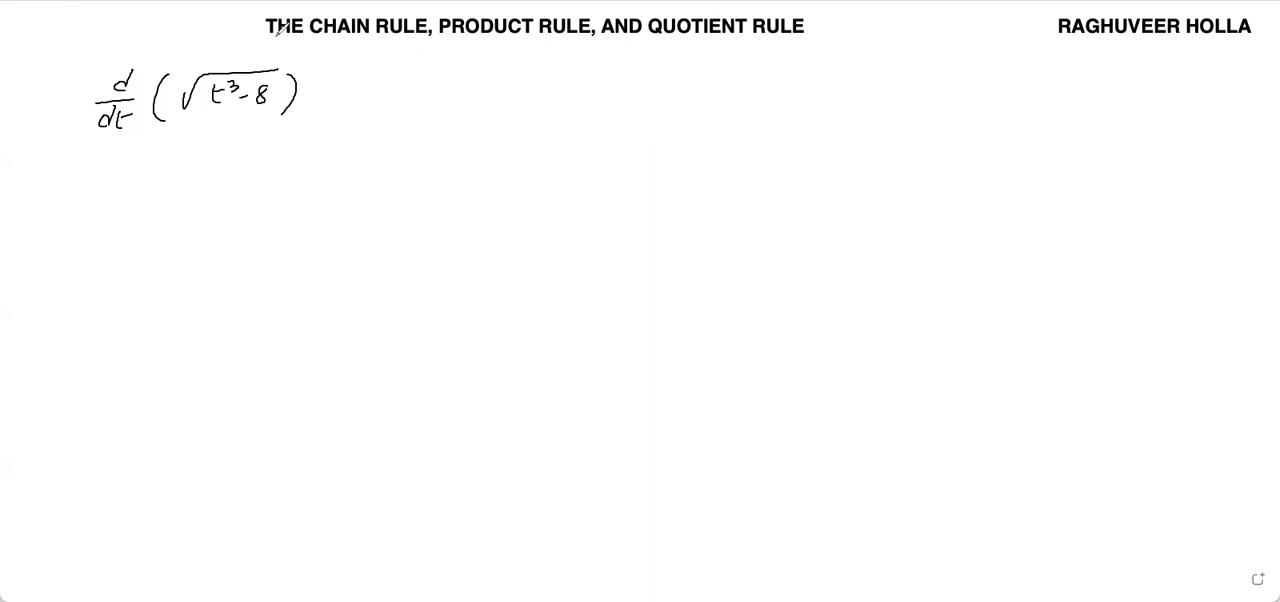 THE CHAIN RULE, PRODUCT RULE, AND QUOTIENT RULE RAGHUVEER HOLLA
d/dt (√(t³-8))